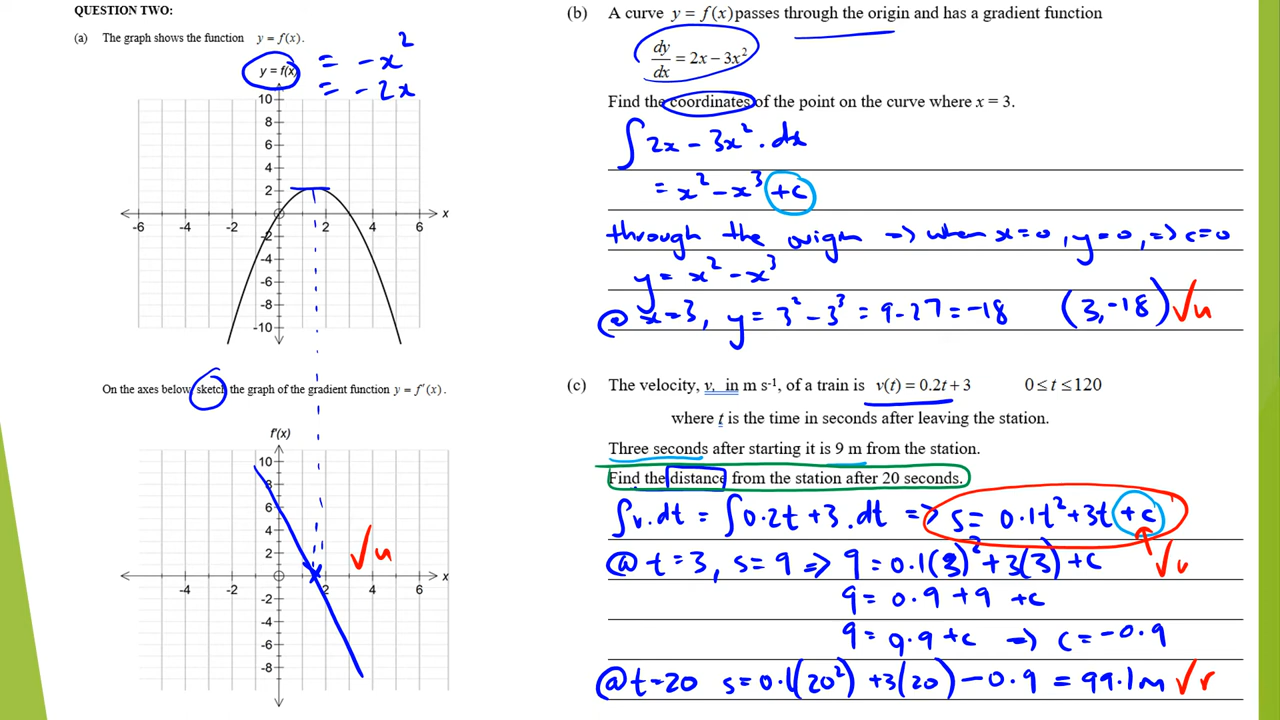 QUESTION TWO:
(a) The graph shows the function y = f(x).
y = f(x) = -x²
= -2x
10
8
6
4
2
-6 -4 -2 2 4 6 x
-2
-4
-6
-8
-10
On the axes below sketch the graph of the gradient function y = f'(x).
f'(x)
10
8
6
4
2
√u
-4 -2 2 4 6 x
-2
-4
-6
-8
(b) A curve y = f(x) passes through the origin and has a gradient function
dy/dx = 2x − 3x²
Find the coordinates of the point on the curve where x = 3.
∫2x − 3x² . dx
= x² − x³ +c
through the origin => when x=0, y=0, => c=0
y = x² − x³
@ x=3, y = 3² − 3³ = 9 - 27 = -18 (3,-18) √u
(c) The velocity, v, in m s⁻¹, of a train is v(t) = 0.2t + 3 0 ≤ t ≤ 120
where t is the time in seconds after leaving the station.
Three seconds after starting it is 9 m from the station.
Find the distance from the station after 20 seconds.
∫v.dt = ∫0.2t + 3 .dt => s = 0.1t² + 3t + c
@ t=3, s=9 => 9 = 0.1(3)² + 3(3) + c √u
9 = 0.9 + 9 + c
9 = 9.9 + c => c = -0.9
@ t=20 s = 0.1(20²) + 3(20) − 0.9 = 99.1m √r